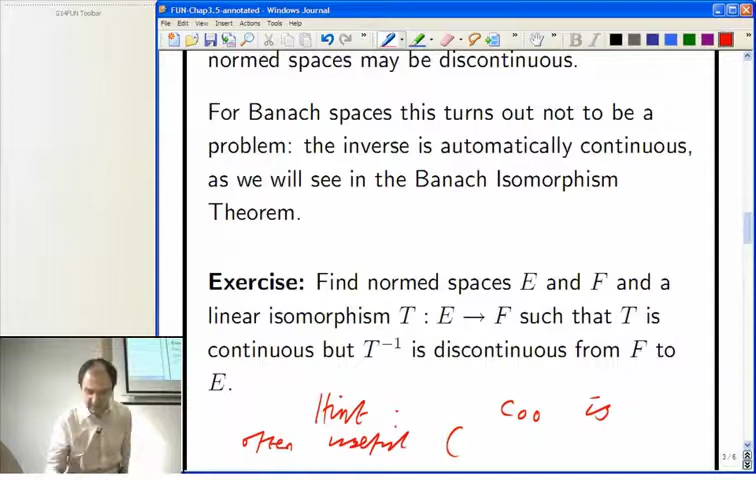 FUN-Chap3.5-annotated - Windows Journal
G14FUN Toolbar
File Edit View Insert Actions Tools Help
B I
normed spaces may be discontinuous.
For Banach spaces this turns out not to be a
problem: the inverse is automatically continuous,
as we will see in the Banach Isomorphism
Theorem.
Exercise: Find normed spaces E and F and a
linear isomorphism T : E → F such that T is
continuous but T⁻¹ is discontinuous from F to
E.
Hint : c₀₀ is
often useful (
3/6